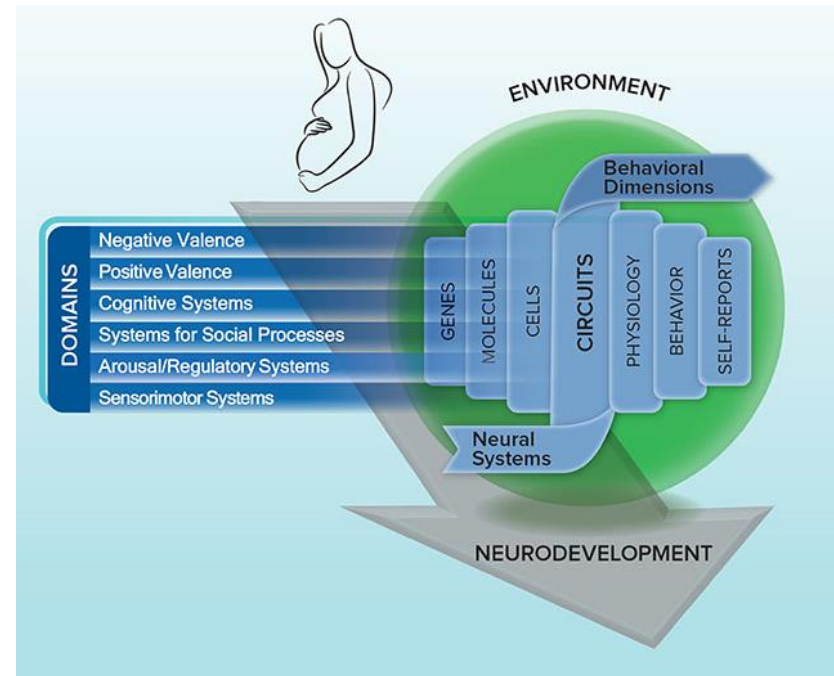 ENVIRONMENT
Behavioral
Dimensions
DOMAINS
Negative Valence
Positive Valence
Cognitive Systems
Systems for Social Processes
Arousal/Regulatory Systems
Sensorimotor Systems
GENES
MOLECULES
CELLS
CIRCUITS
PHYSIOLOGY
BEHAVIOR
SELF-REPORTS
Neural
Systems
NEURODEVELOPMENT